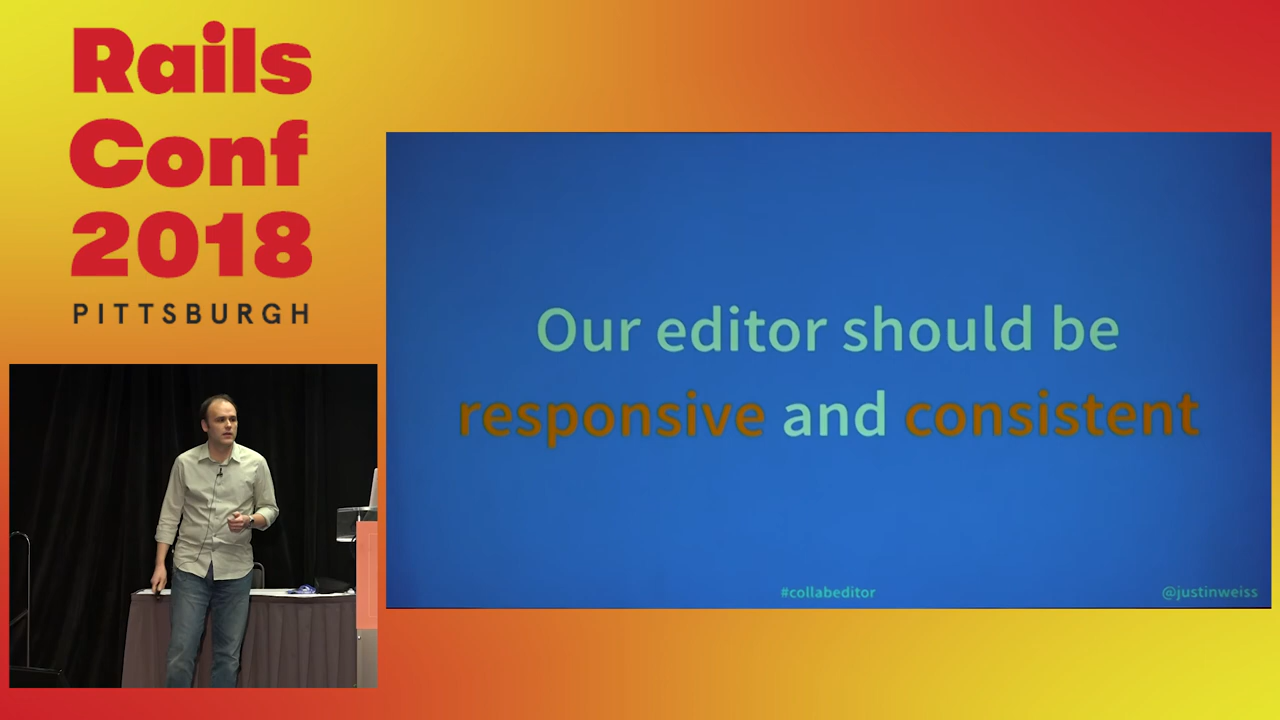 Rails
Conf
2018
PITTSBURGH
Our editor should be
responsive and consistent
#collabeditor
@justinweiss